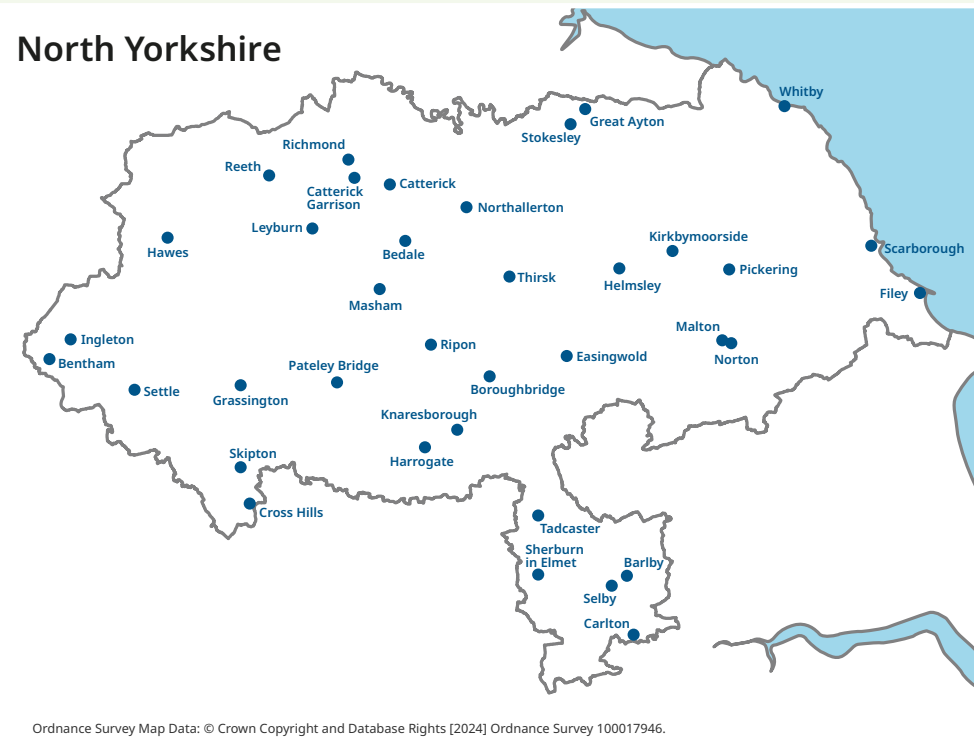 North Yorkshire
Whitby
Great Ayton
Stokesley
Richmond
Reeth
Catterick
Garrison
Catterick
Northallerton
Leyburn
Hawes
Bedale
Kirkbymoorside
Scarborough
Pickering
Thirsk
Helmsley
Filey
Masham
Malton
Ingleton
Ripon
Easingwold
Norton
Bentham
Pateley Bridge
Settle
Grassington
Boroughbridge
Knaresborough
Skipton
Harrogate
Cross Hills
Tadcaster
Sherburn
in Elmet
Barlby
Selby
Carlton
Ordnance Survey Map Data: © Crown Copyright and Database Rights [2024] Ordnance Survey 100017946.